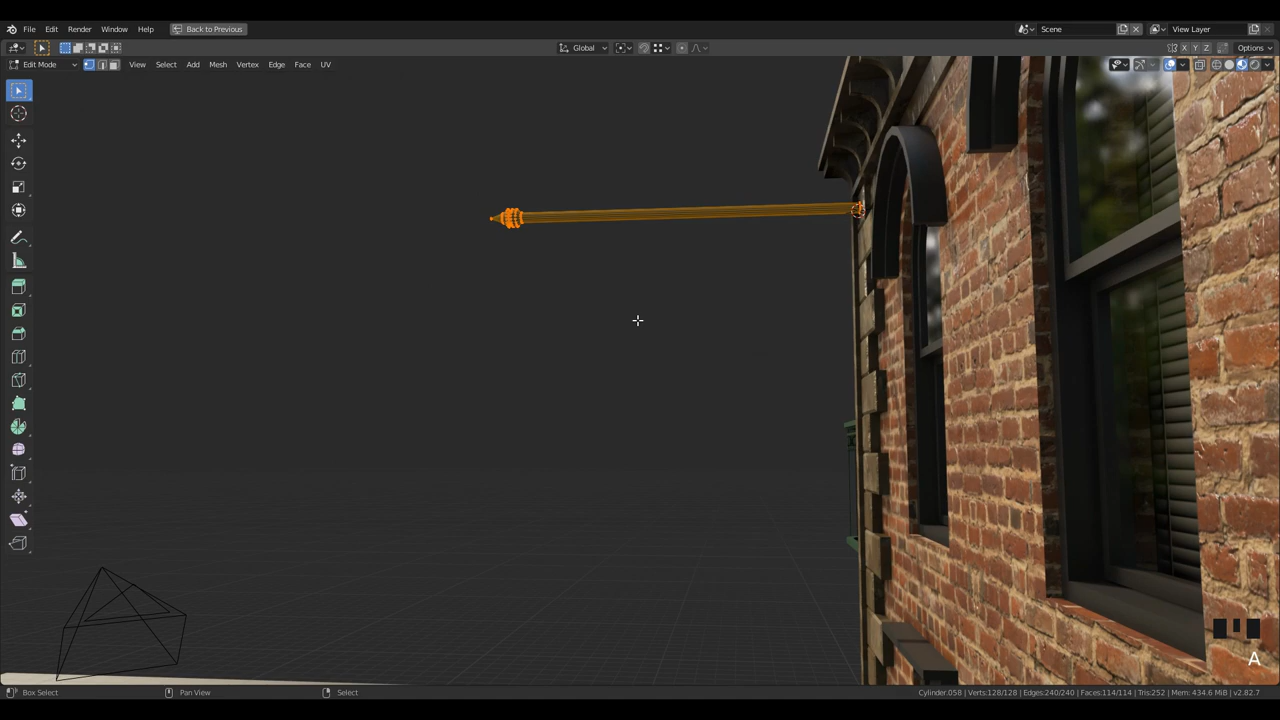 File Edit Render Window Help Back to Previous Scene View Layer
Global X Y Z Options
Edit Mode View Select Add Mesh Vertex Edge Face UV
A
Box Select Pan View Select Cylinder.058 | Verts:128/128 | Edges:240/240 | Faces:114/114 | Tris:252 | Mem: 434.6 MiB | v2.82.7